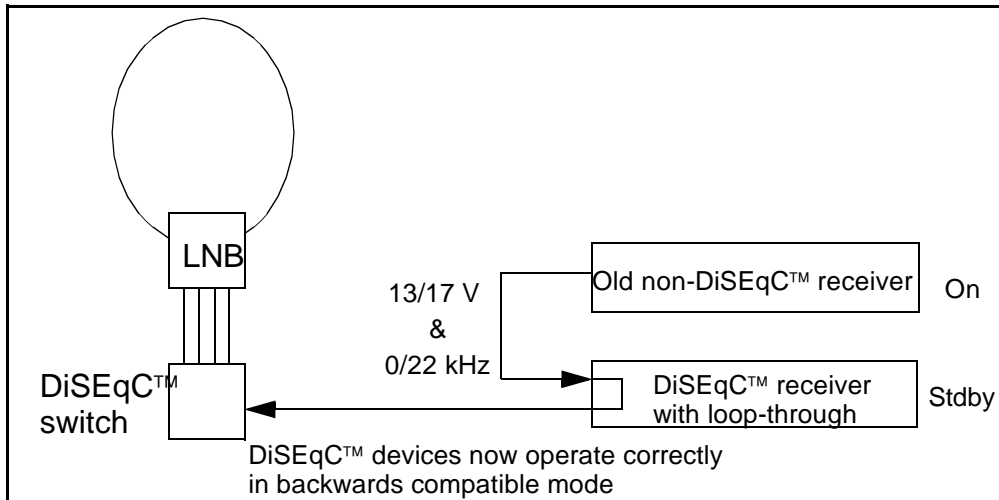 LNB
13/17 V
&
0/22 kHz
Old non-DiSEqC™ receiver
On
DiSEqC™
switch
DiSEqC™ receiver
with loop-through
Stdby
DiSEqC™ devices now operate correctly
in backwards compatible mode